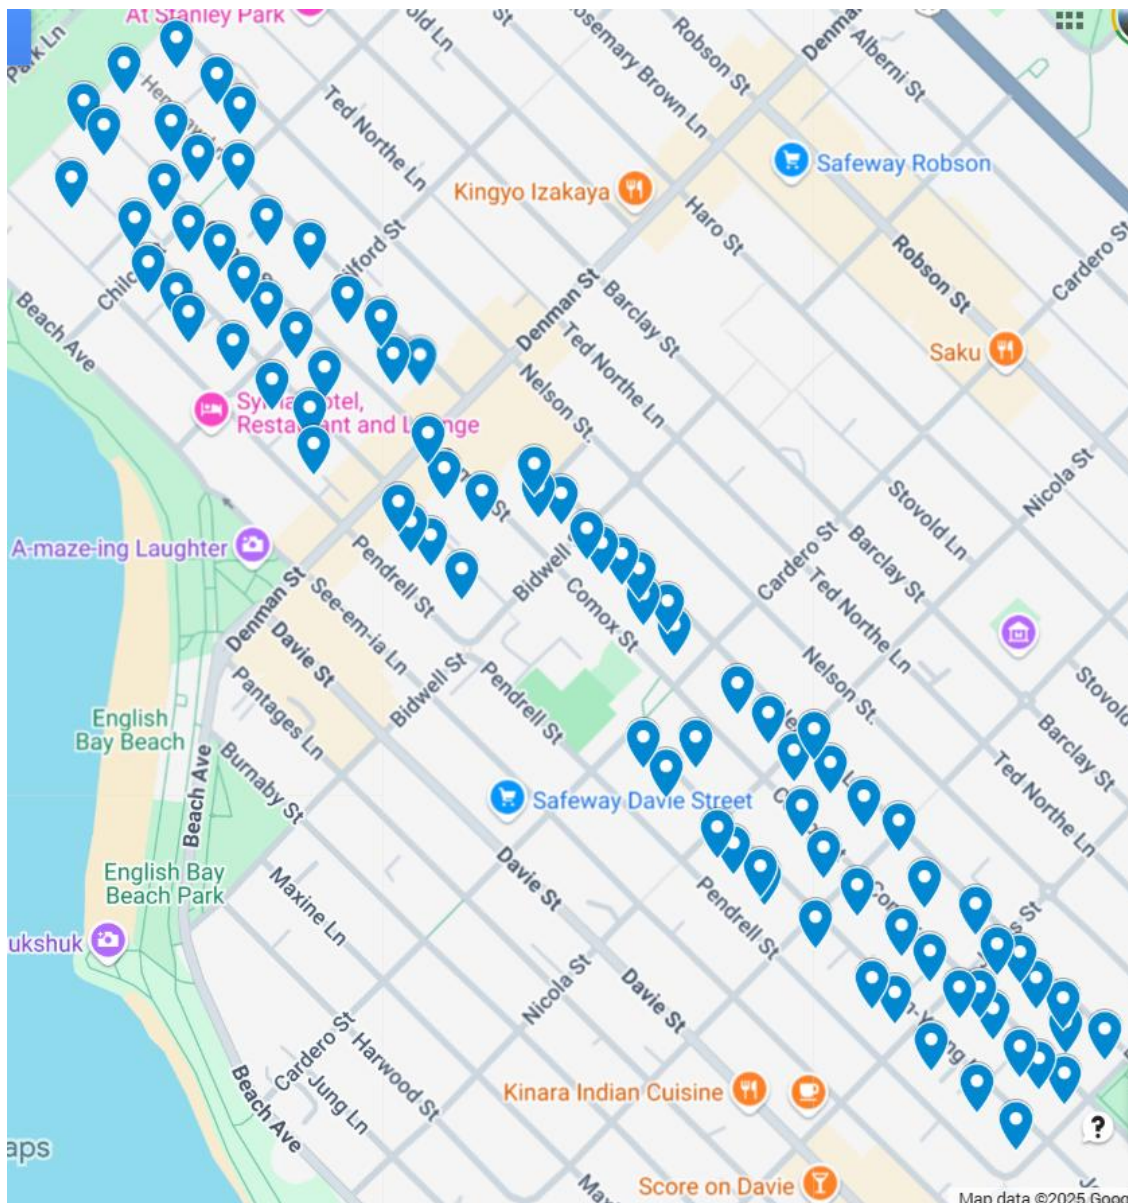 At Stanley Park
Park Ln
St
Rosemary Brown Ln
Robson St
Alberni St
Ted Northe Ln
Safeway Robson
Kingyo Izakaya
Haro St
Cardero St
Robson St
Beach Ave
Denman St
Barclay St
Ted Northe Ln
Saku
Nelson St
Restaurant and Lounge
Nicola St
Stovold Ln
A-maze-ing Laughter
Pendrell St
Cardero St
Barclay St
See-em-ia Ln
Comox St
Ted Northe Ln
Denman St
Davie St
Bidwell St
Pendrell St
Nelson St
Stovold
Pantages Ln
English
Bay Beach
Barclay St
Burnaby St
Safeway Davie Street
Ted Northe Ln
Beach Ave
English Bay
Beach Park
Davie St
Maxine Ln
Pendrell St
ukshuk
Nicola St
Davie St
Cardero St
Harwood St
Jung Ln
Beach Ave
Kinara Indian Cuisine
?
aps
Score on Davie
Map data ©2025 Goog